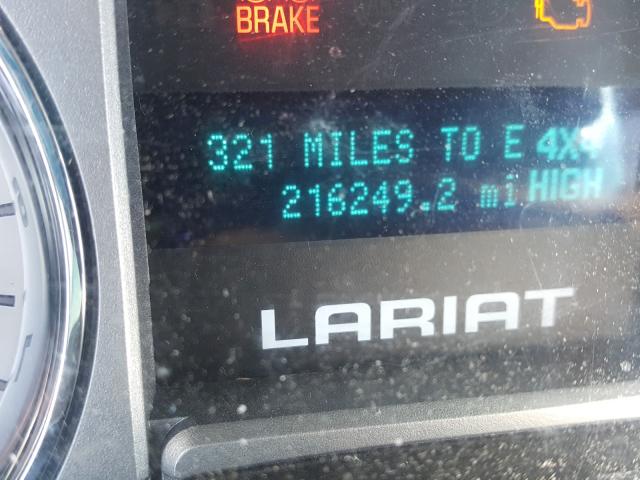 BRAKE
321 MILES TO E 4X4
216249.2 mi HIGH
LARIAT